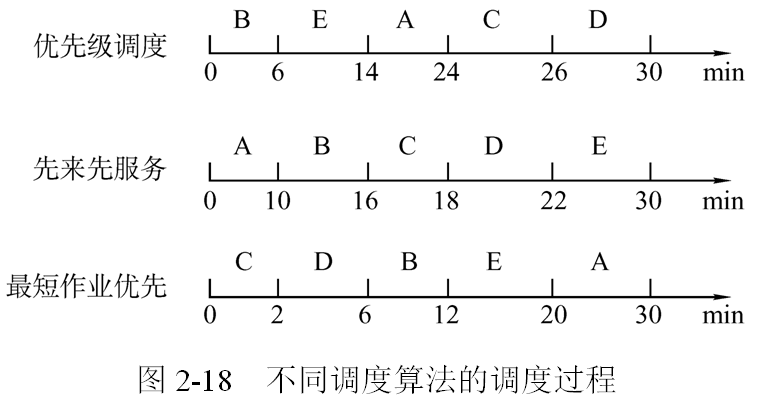 B E A C D
优先级调度
0 6 14 24 26 30 min
A B C D E
先来先服务
0 10 16 18 22 30 min
C D B E A
最短作业优先
0 2 6 12 20 30 min
图 2-18 不同调度算法的调度过程